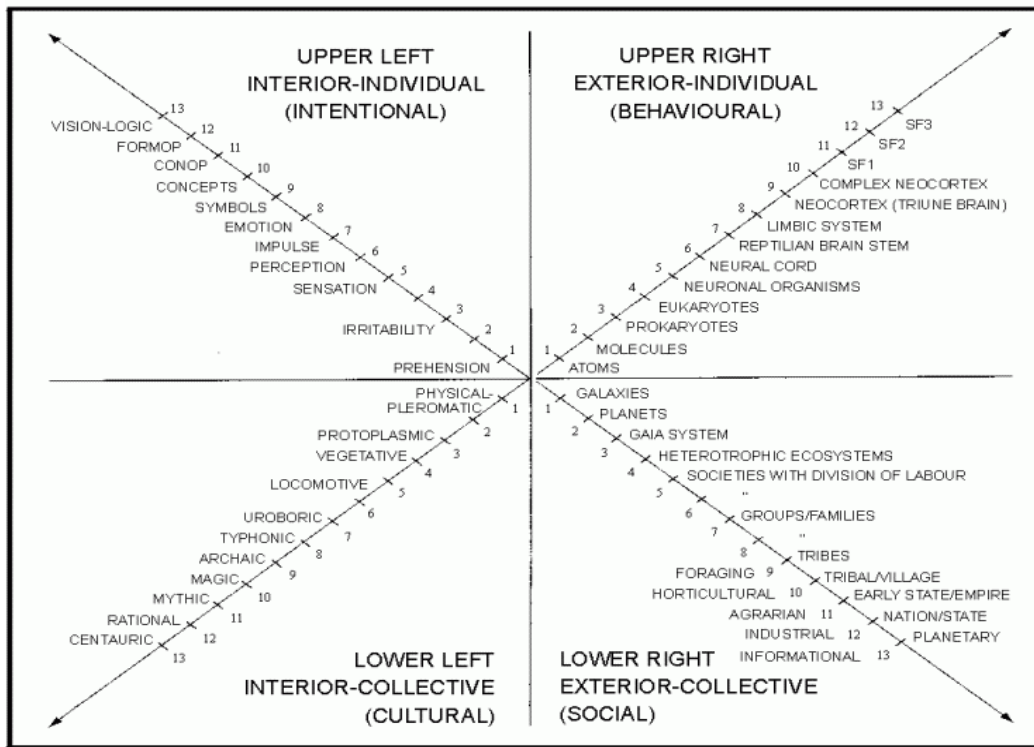 UPPER LEFT
INTERIOR-INDIVIDUAL
(INTENTIONAL)
13
VISION-LOGIC
12
FORMOP
11
CONOP
10
CONCEPTS
9
SYMBOLS
8
EMOTION
7
IMPULSE
6
PERCEPTION
5
SENSATION
4
3
IRRITABILITY
2
1
PREHENSION
UPPER RIGHT
EXTERIOR-INDIVIDUAL
(BEHAVIOURAL)
13
SF3
12
SF2
11
SF1
10
COMPLEX NEOCORTEX
9
NEOCORTEX (TRIUNE BRAIN)
8
LIMBIC SYSTEM
7
REPTILIAN BRAIN STEM
6
NEURAL CORD
5
NEURONAL ORGANISMS
4
EUKARYOTES
3
PROKARYOTES
2
MOLECULES
1
ATOMS
PHYSICAL-
PLEROMATIC
1
2
PROTOPLASMIC
3
VEGETATIVE
4
LOCOMOTIVE
5
6
UROBORIC
7
TYPHONIC
8
ARCHAIC
9
MAGIC
10
MYTHIC
11
RATIONAL
12
CENTAURIC
13
LOWER LEFT
INTERIOR-COLLECTIVE
(CULTURAL)
GALAXIES
1
PLANETS
2
GAIA SYSTEM
3
HETEROTROPHIC ECOSYSTEMS
4
SOCIETIES WITH DIVISION OF LABOUR
5
"
6
GROUPS/FAMILIES
7
"
8
TRIBES
FORAGING 9
TRIBAL/VILLAGE
HORTICULTURAL 10
EARLY STATE/EMPIRE
AGRARIAN 11
NATION/STATE
INDUSTRIAL 12
PLANETARY
INFORMATIONAL 13
LOWER RIGHT
EXTERIOR-COLLECTIVE
(SOCIAL)